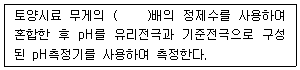 토양시료 무게의 (    )배의 정제수를 사용하여
혼합한 후 pH를 유리전극과 기준전극으로 구성
된 pH측정기를 사용하여 측정한다.